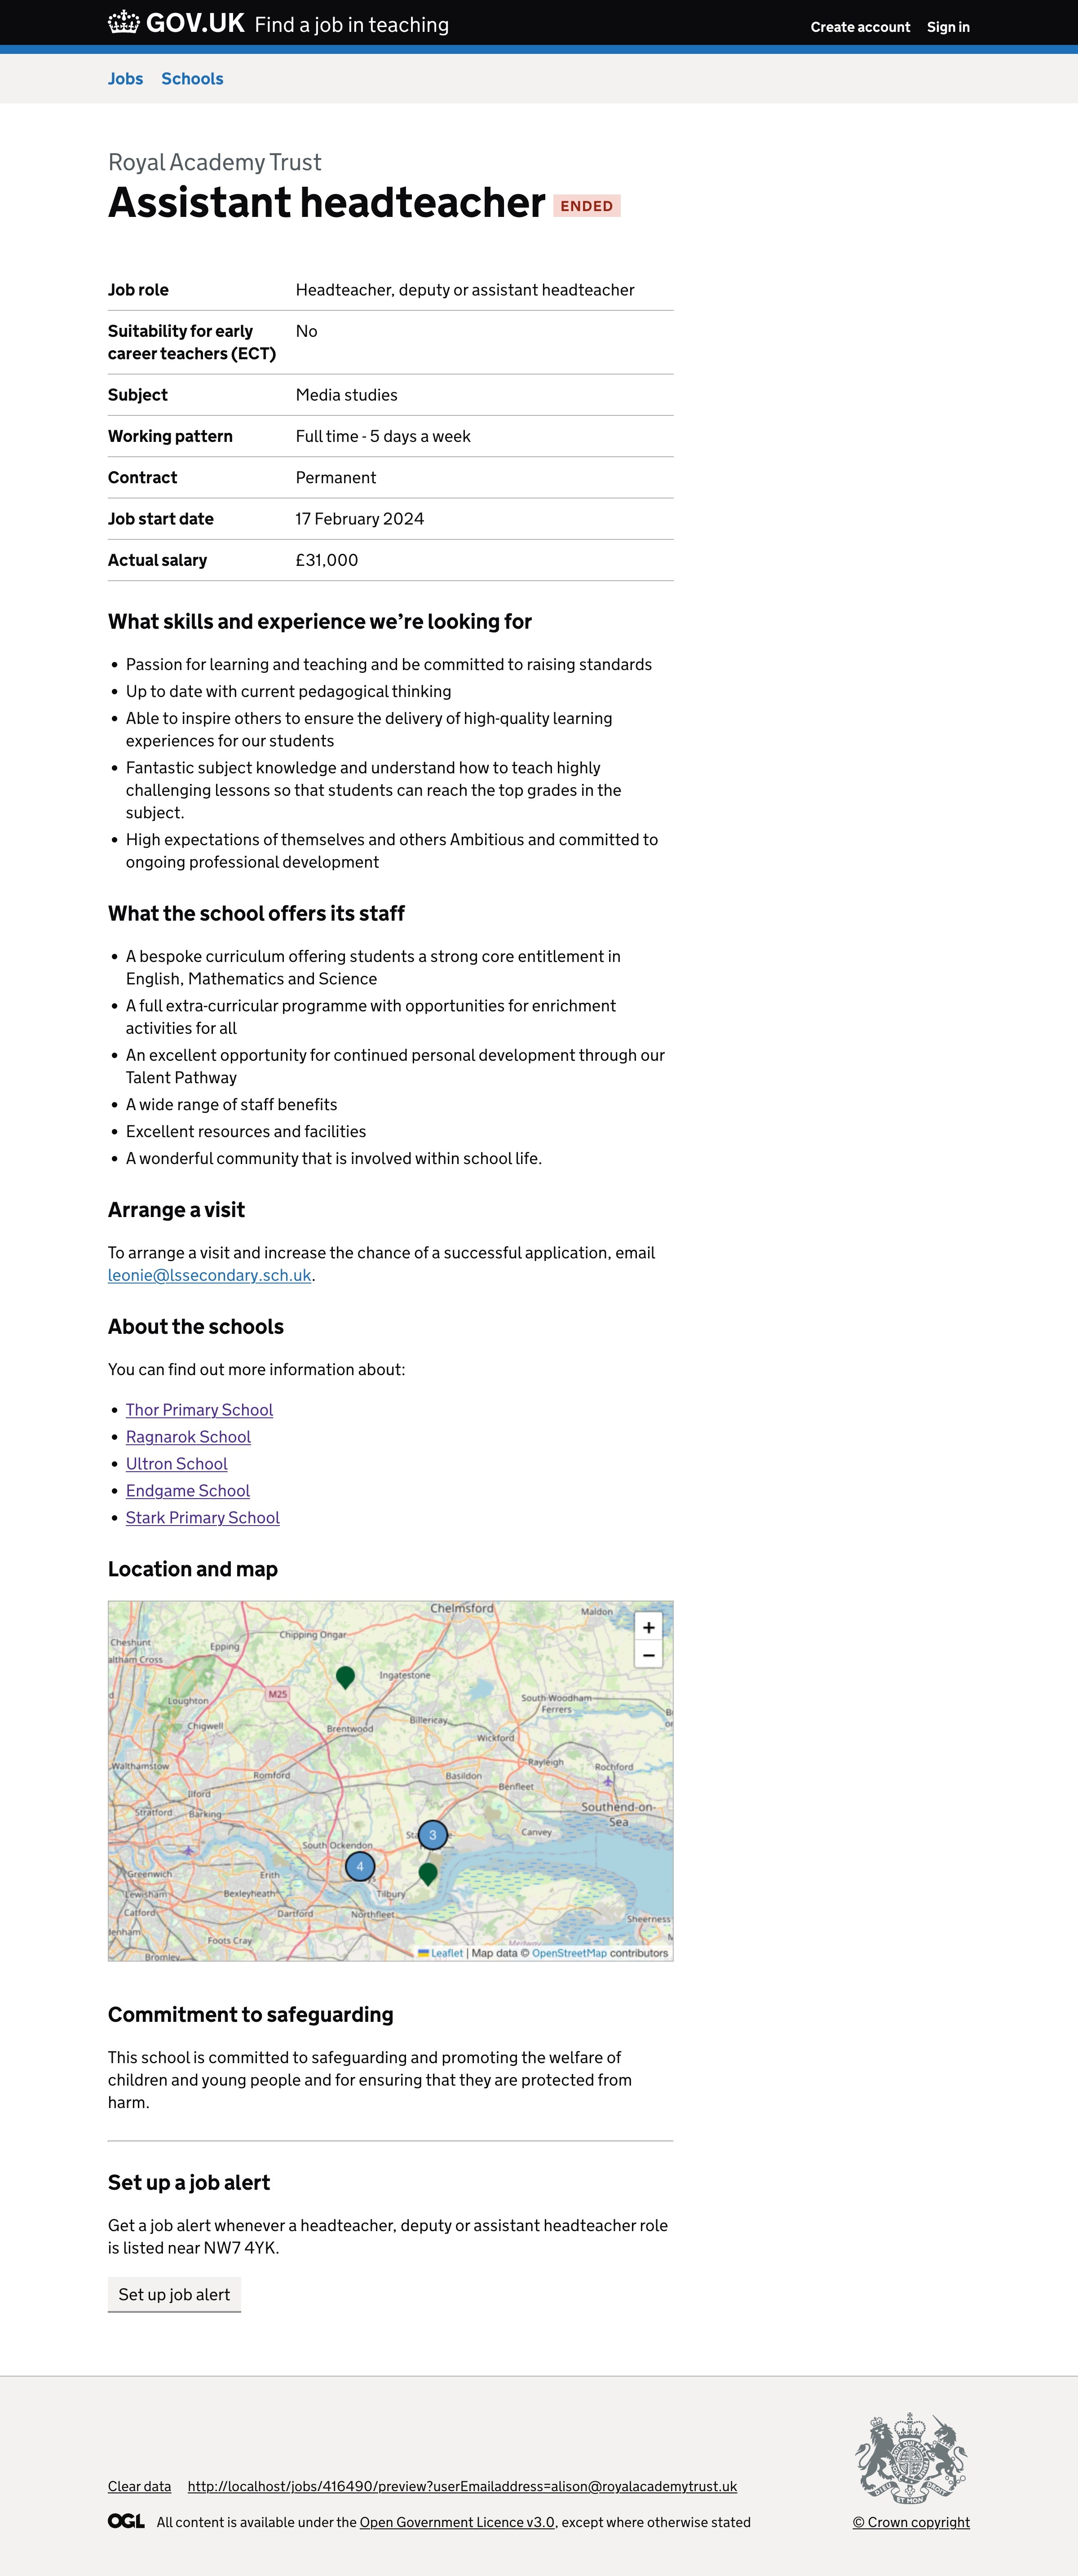 GOV.UK Find a job in teaching
Create account Sign in
Jobs Schools
Royal Academy Trust
Assistant headteacher ENDED
Job role Headteacher, deputy or assistant headteacher
Suitability for early No
career teachers (ECT)
Subject Media studies
Working pattern Full time - 5 days a week
Contract Permanent
Job start date 17 February 2024
Actual salary £31,000
What skills and experience we’re looking for
• Passion for learning and teaching and be committed to raising standards
• Up to date with current pedagogical thinking
• Able to inspire others to ensure the delivery of high-quality learning
experiences for our students
• Fantastic subject knowledge and understand how to teach highly
challenging lessons so that students can reach the top grades in the
subject.
• High expectations of themselves and others Ambitious and committed to
ongoing professional development
What the school offers its staff
• A bespoke curriculum offering students a strong core entitlement in
English, Mathematics and Science
• A full extra-curricular programme with opportunities for enrichment
activities for all
• An excellent opportunity for continued personal development through our
Talent Pathway
• A wide range of staff benefits
• Excellent resources and facilities
• A wonderful community that is involved within school life.
Arrange a visit
To arrange a visit and increase the chance of a successful application, email
leonie@lssecondary.sch.uk.
About the schools
You can find out more information about:
• Thor Primary School
• Ragnarok School
• Ultron School
• Endgame School
• Stark Primary School
Location and map
Chelmsford
Maldon
+
Chipping Ongar
Cheshunt
Epping
altham Cross
−
Ingatestone
M25
Loughton
South Woodham
Ferrers
Chigwell
Brentwood
Billericay
Wickford
Walthamstow
Romford
Basildon
Rayleigh
Rochford
Benfleet
Ilford
Stratford
Barking
Southend-on-
Sea
3
Canvey
South Ockendon
4
Greenwich
Erith
Lewisham
Bexleyheath
Tilbury
Catford
Dartford
Northfleet
Sheerness
Foots Cray
Bromley
Leaflet | Map data © OpenStreetMap contributors
Commitment to safeguarding
This school is committed to safeguarding and promoting the welfare of
children and young people and for ensuring that they are protected from
harm.
Set up a job alert
Get a job alert whenever a headteacher, deputy or assistant headteacher role
is listed near NW7 4YK.
Set up job alert
Clear data http://localhost/jobs/416490/preview?userEmailaddress=alison@royalacademytrust.uk
OGL All content is available under the Open Government Licence v3.0, except where otherwise stated
© Crown copyright